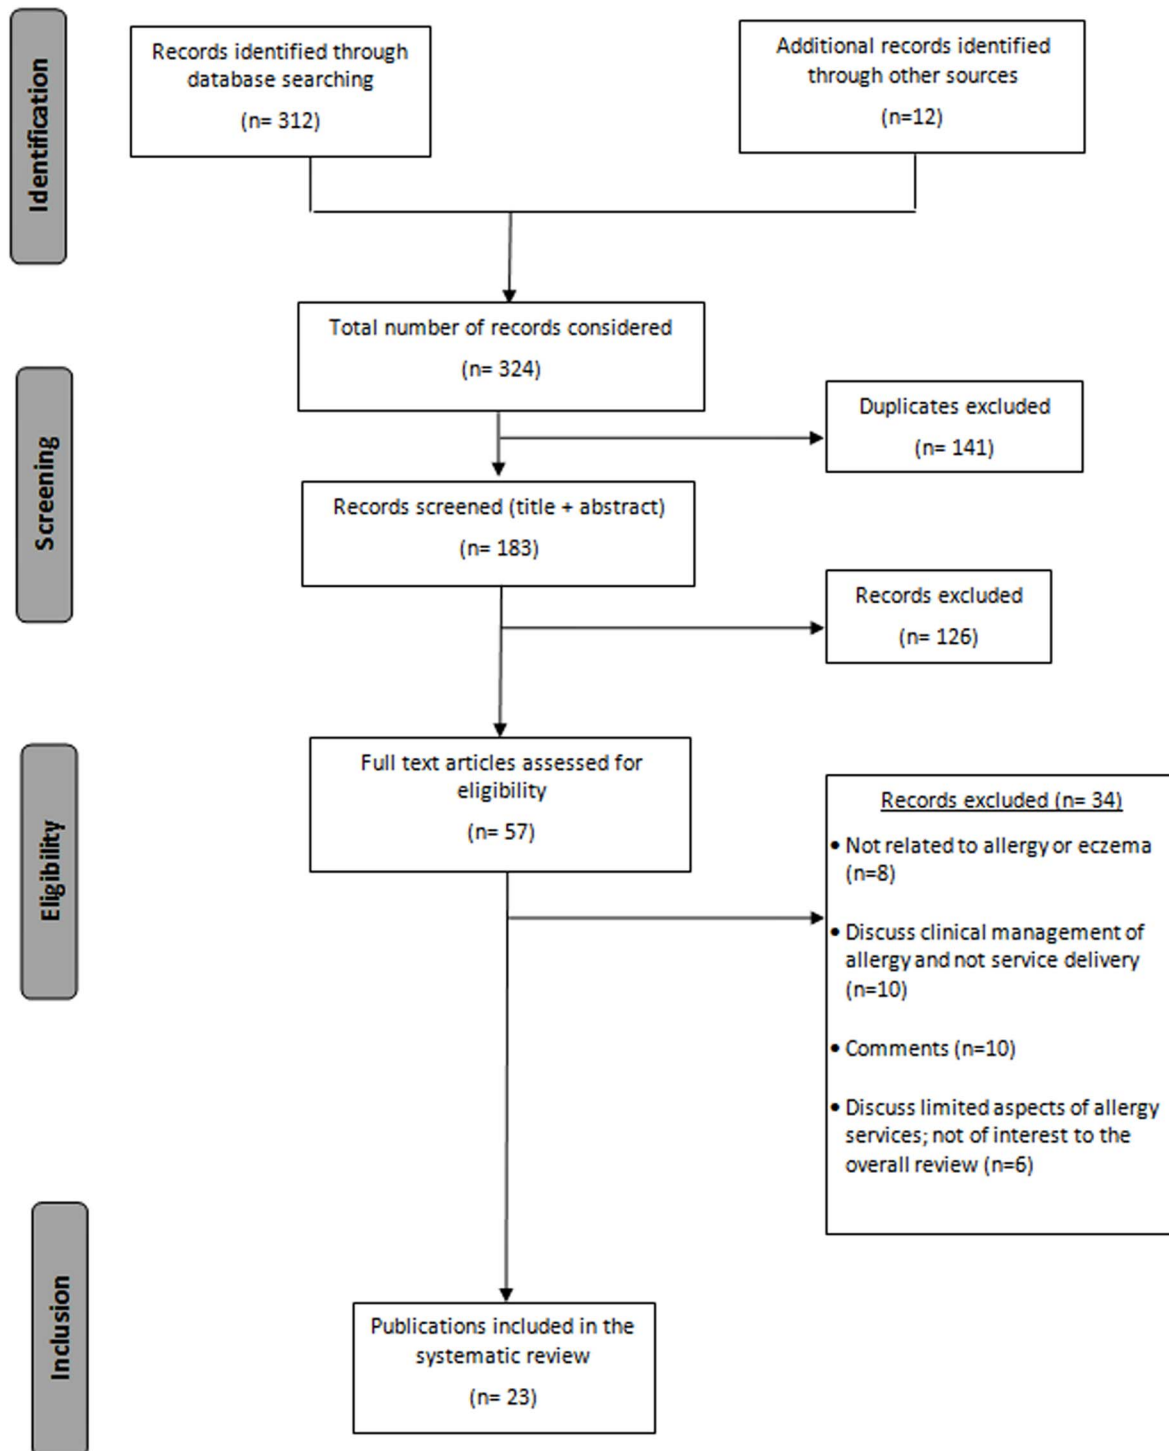 Identification
Records identified through
database searching
(n= 312)
Additional records identified
through other sources
(n=12)
Total number of records considered
(n= 324)
Screening
Duplicates excluded
(n= 141)
Records screened (title + abstract)
(n= 183)
Records excluded
(n= 126)
Eligibility
Full text articles assessed for
eligibility
(n= 57)
Records excluded (n= 34)
• Not related to allergy or eczema
(n=8)
• Discuss clinical management of
allergy and not service delivery
(n=10)
• Comments (n=10)
• Discuss limited aspects of allergy
services; not of interest to the
overall review (n=6)
Inclusion
Publications included in the
systematic review
(n= 23)